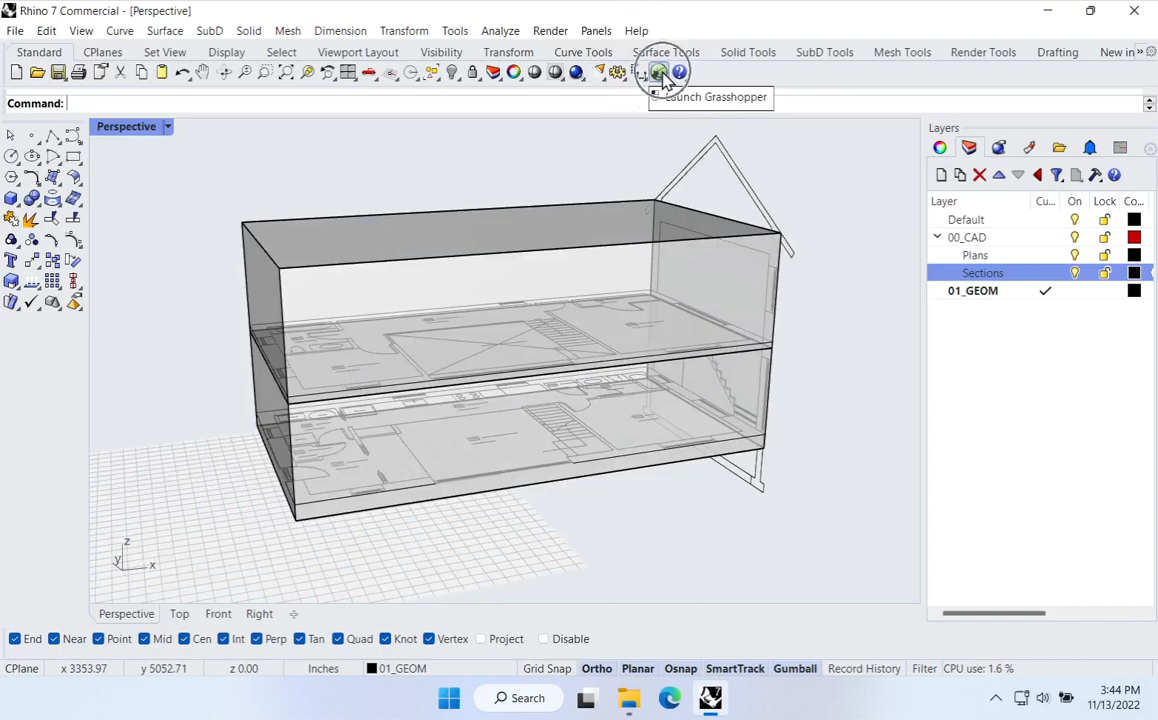 Rhino 7 Commercial - [Perspective]
File Edit View Curve Surface Solid SubD Mesh Dimension Transform Tools Analyze Render Panels Help
Standard CPlanes Set View Display Select Viewport Layout Visibility Transform Curve Tools Surface Tools Solid Tools SubD Tools Mesh Tools Render Tools Drafting New in
Launch Grasshopper
Command:
Perspective
Layers
Layer Cu... On Lock Co...
Default
00_CAD
Plans
Sections
01_GEOM
z
y
x
Perspective Top Front Right
End Near Point Mid Cen Int Perp Tan Quad Knot Vertex Project Disable
CPlane x 3353.97 y 5052.71 z 0.00 Inches 01_GEOM Grid Snap Ortho Planar Osnap SmartTrack Gumball Record History Filter CPU use: 1.6 %
Search
3:44 PM
11/13/2022